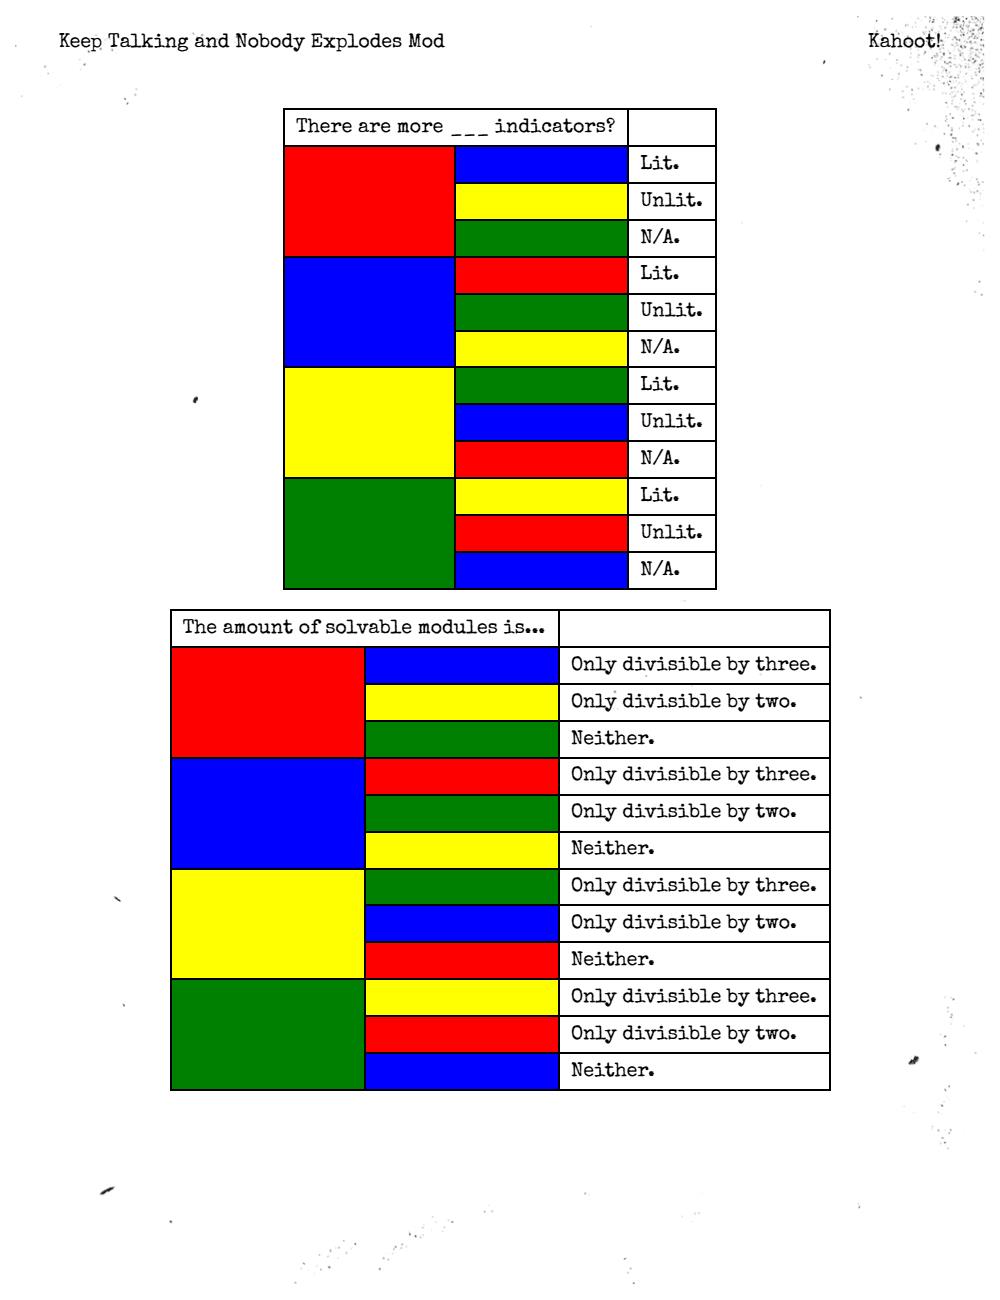 Keep Talking and Nobody Explodes Mod
Kahoot!
There are more ___ indicators?
Lit.
Unlit.
N/A.
Lit.
Unlit.
N/A.
Lit.
Unlit.
N/A.
Lit.
Unlit.
N/A.
The amount of solvable modules is...
Only divisible by three.
Only divisible by two.
Neither.
Only divisible by three.
Only divisible by two.
Neither.
Only divisible by three.
Only divisible by two.
Neither.
Only divisible by three.
Only divisible by two.
Neither.